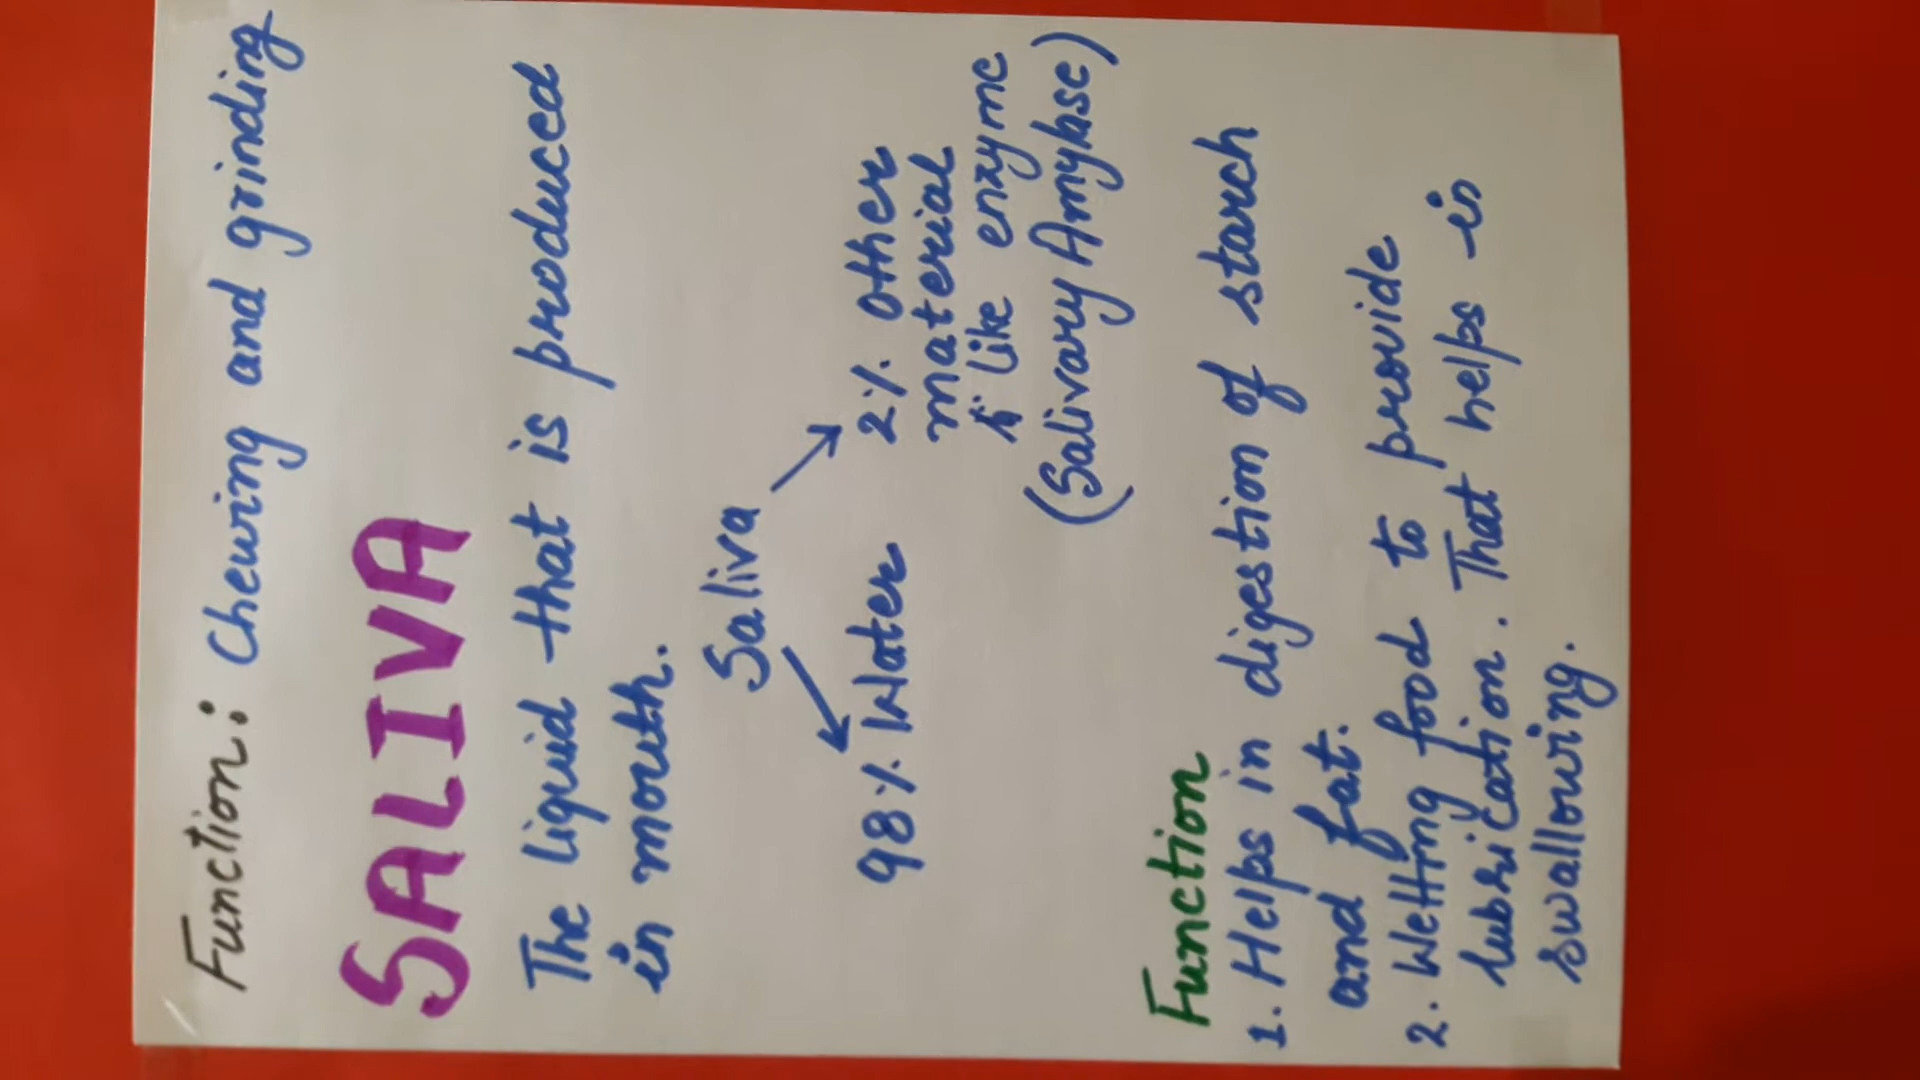 Function: Chewing and grinding
SALIVA
The liquid that is produced
in mouth.
Saliva
98% Water
2% other
material
like enzyme
(Salivary Amylase)
Function
1. Helps in digestion of starch
and fat.
2. Wetting food to provide
lubrication. That helps in
swallowing.